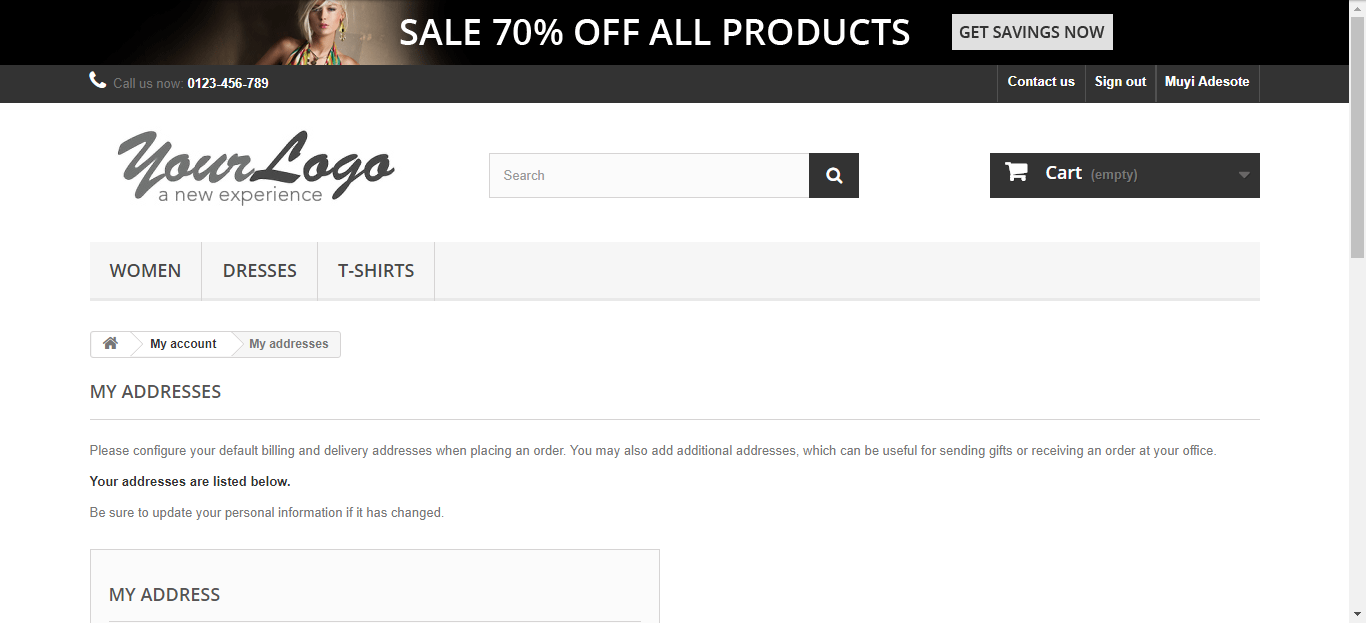 SALE 70% OFF ALL PRODUCTS
GET SAVINGS NOW
Call us now: 0123-456-789
Contact us
Sign out
Muyi Adesote
YourLogo
a new experience
Search
Cart (empty)
WOMEN
DRESSES
T-SHIRTS
My account
My addresses
MY ADDRESSES
Please configure your default billing and delivery addresses when placing an order. You may also add additional addresses, which can be useful for sending gifts or receiving an order at your office.
Your addresses are listed below.
Be sure to update your personal information if it has changed.
MY ADDRESS